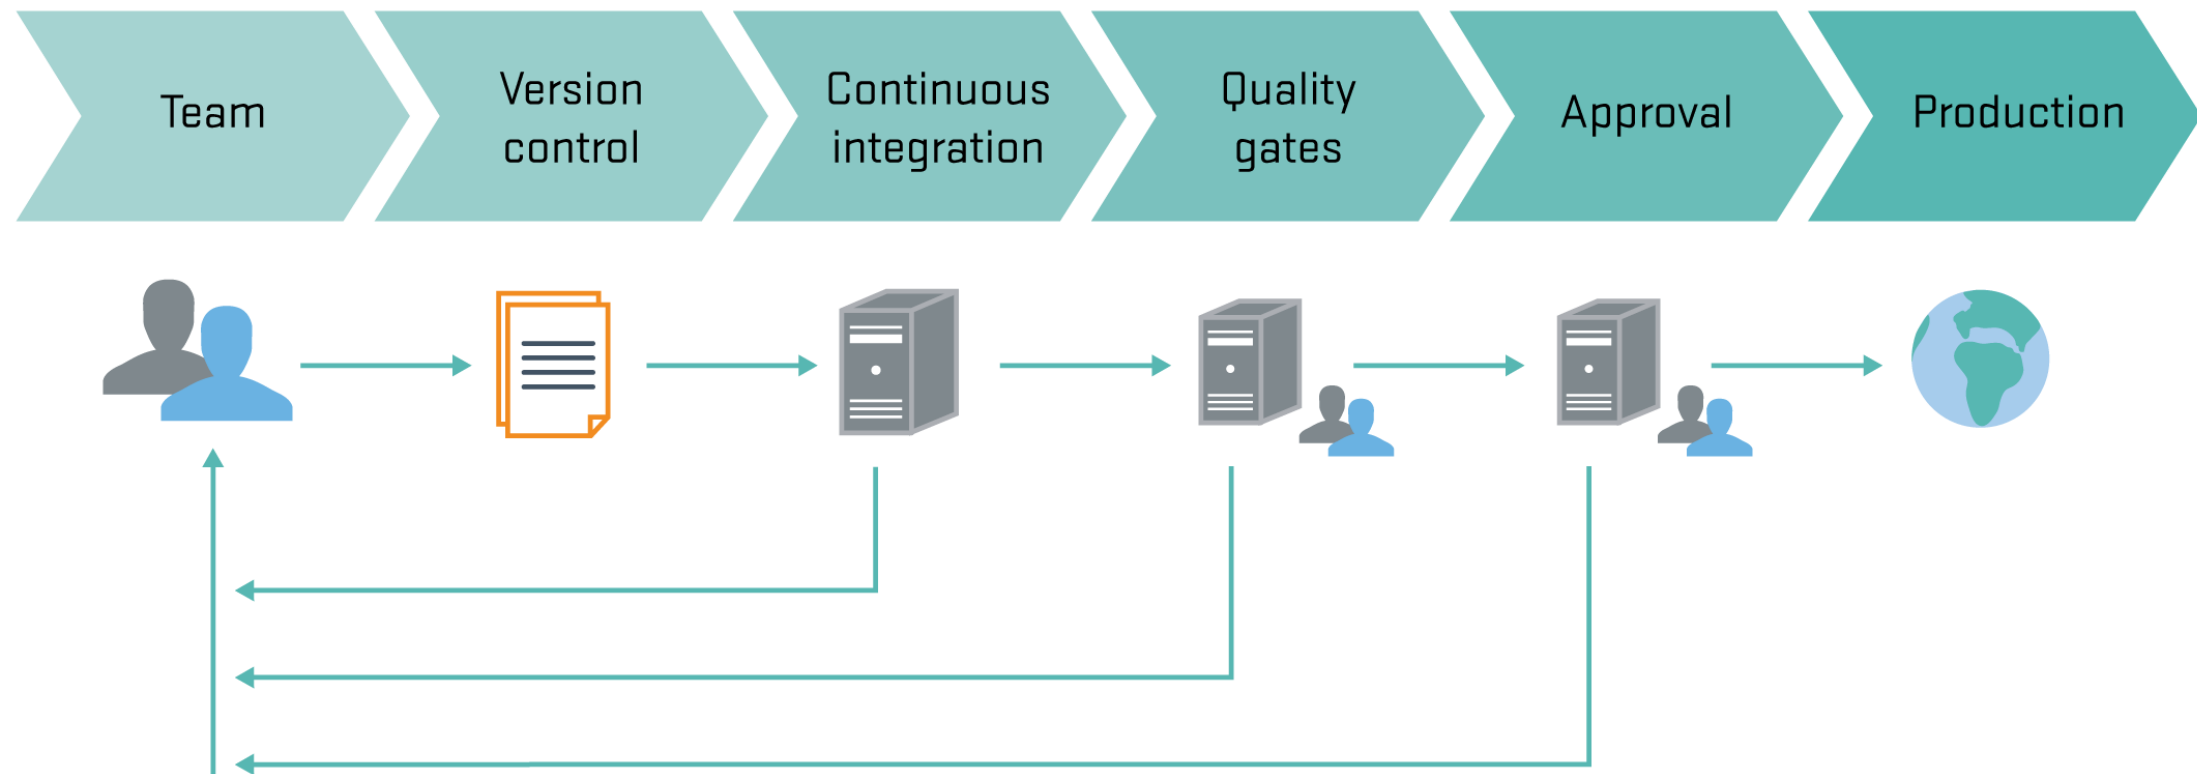 Team
Version
control
Continuous
integration
Quality
gates
Approval
Production